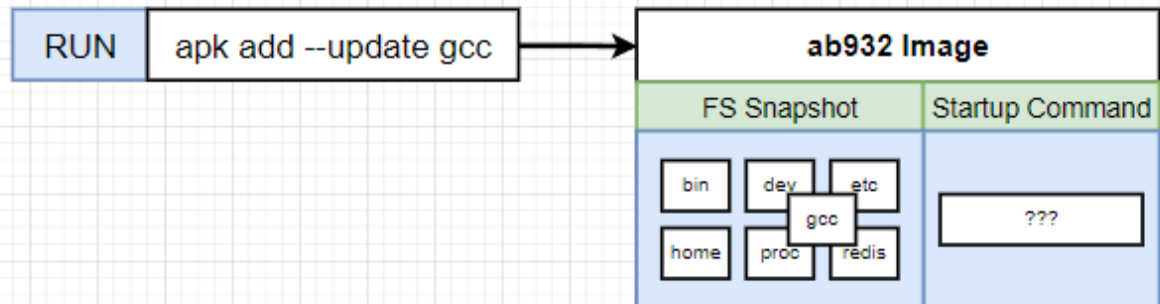 RUN apk add --update gcc
ab932 Image
FS Snapshot Startup Command
bin dev etc
gcc
???
home proc redis